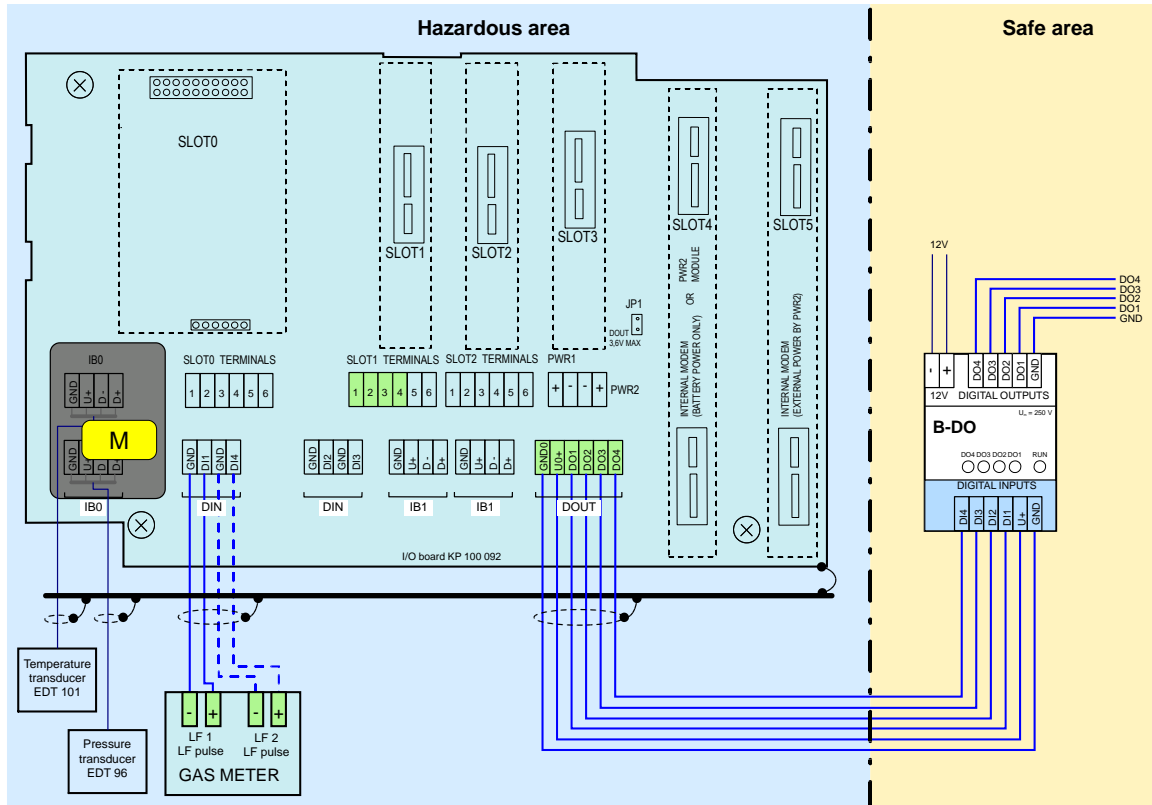 Hazardous area
Safe area
SLOT0
SLOT1
SLOT2
SLOT3
SLOT4
SLOT5
PWR2
MODULE
OR
INTERNAL MODEM
(BATTERY POWER ONLY)
INTERNAL MODEM
(EXTERNAL POWER BY PWR2)
JP1
DOUT
3,6V MAX
IB0
GND U+ D- D+
SLOT0 TERMINALS
1 2 3 4 5 6
SLOT1 TERMINALS
1 2 3 4 5 6
SLOT2 TERMINALS
1 2 3 4 5 6
PWR1
+ - - +
PWR2
M
GND U+ D D+
IB0
GND DI1 GND DI4
DIN
GND DI2 GND DI3
DIN
GND U+ D- D+
IB1
GND U+ D- D+
IB1
GND0 U0+ DO1 DO2 DO3 DO4
DOUT
I/O board KP 100 092
Temperature
transducer
EDT 101
Pressure
transducer
EDT 96
- + - +
LF 1
LF pulse
LF 2
LF pulse
GAS METER
12V
DO4
DO3
DO2
DO1
GND
- +
DO4 DO3 DO2 DO1 GND
12V
DIGITAL OUTPUTS
= 250 V
B-DO
DO4 DO3 DO2 DO1 RUN
DIGITAL INPUTS
DI4 DI3 DI2 DI1 U+ GND